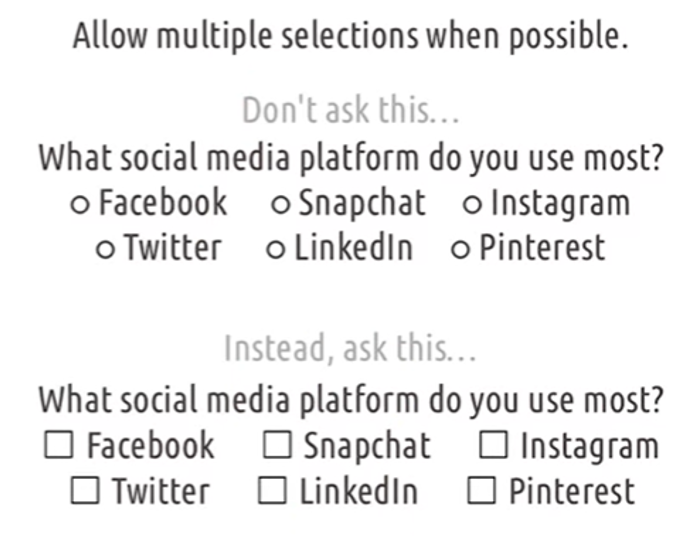 Allow multiple selections when possible.
Don't ask this...
What social media platform do you use most?
○ Facebook ○ Snapchat ○ Instagram
○ Twitter ○ LinkedIn ○ Pinterest
Instead, ask this...
What social media platform do you use most?
☐ Facebook ☐ Snapchat ☐ Instagram
☐ Twitter ☐ LinkedIn ☐ Pinterest